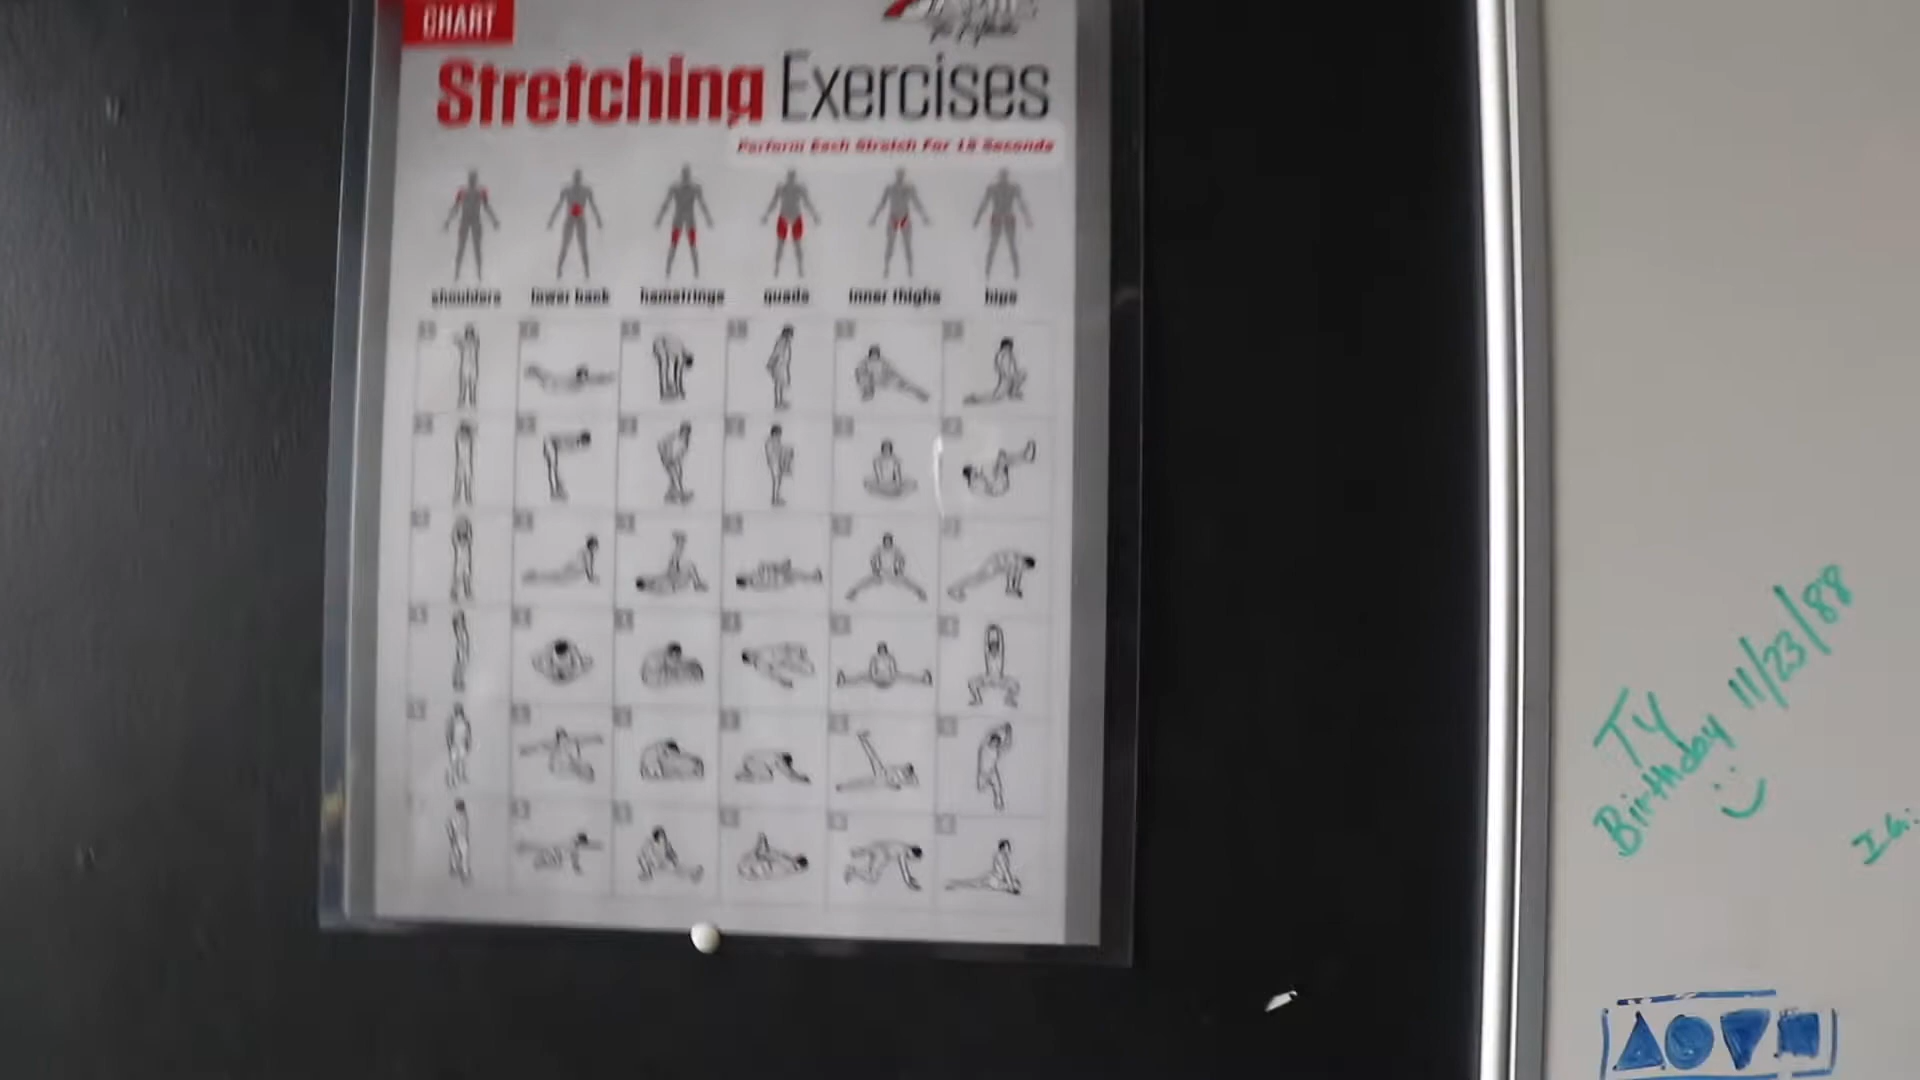 CHART
Stretching Exercises
Perform Each Stretch For 15 Seconds
shoulders lower back hamstrings quads inner thighs hips
TY
Birthday 11/23/88